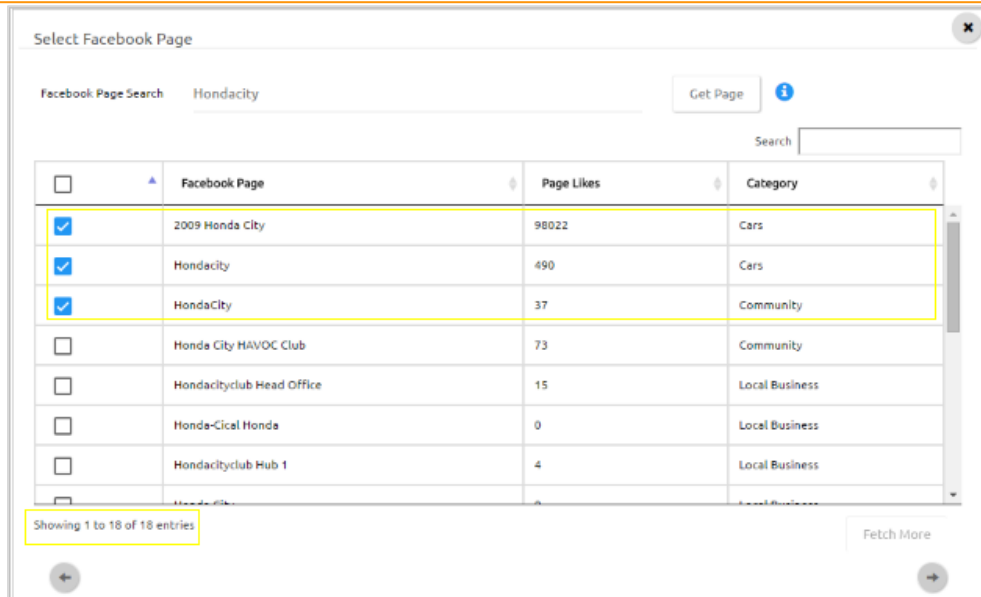 Select Facebook Page
Facebook Page Search Hondacity Get Page
Search
Facebook Page Page Likes Category
2009 Honda City 98022 Cars
Hondacity 490 Cars
HondaCity 37 Community
Honda City HAVOC Club 73 Community
Hondacityclub Head Office 15 Local Business
Honda-Cical Honda 0 Local Business
Hondacityclub Hub 1 4 Local Business
Showing 1 to 18 of 18 entries
Fetch More